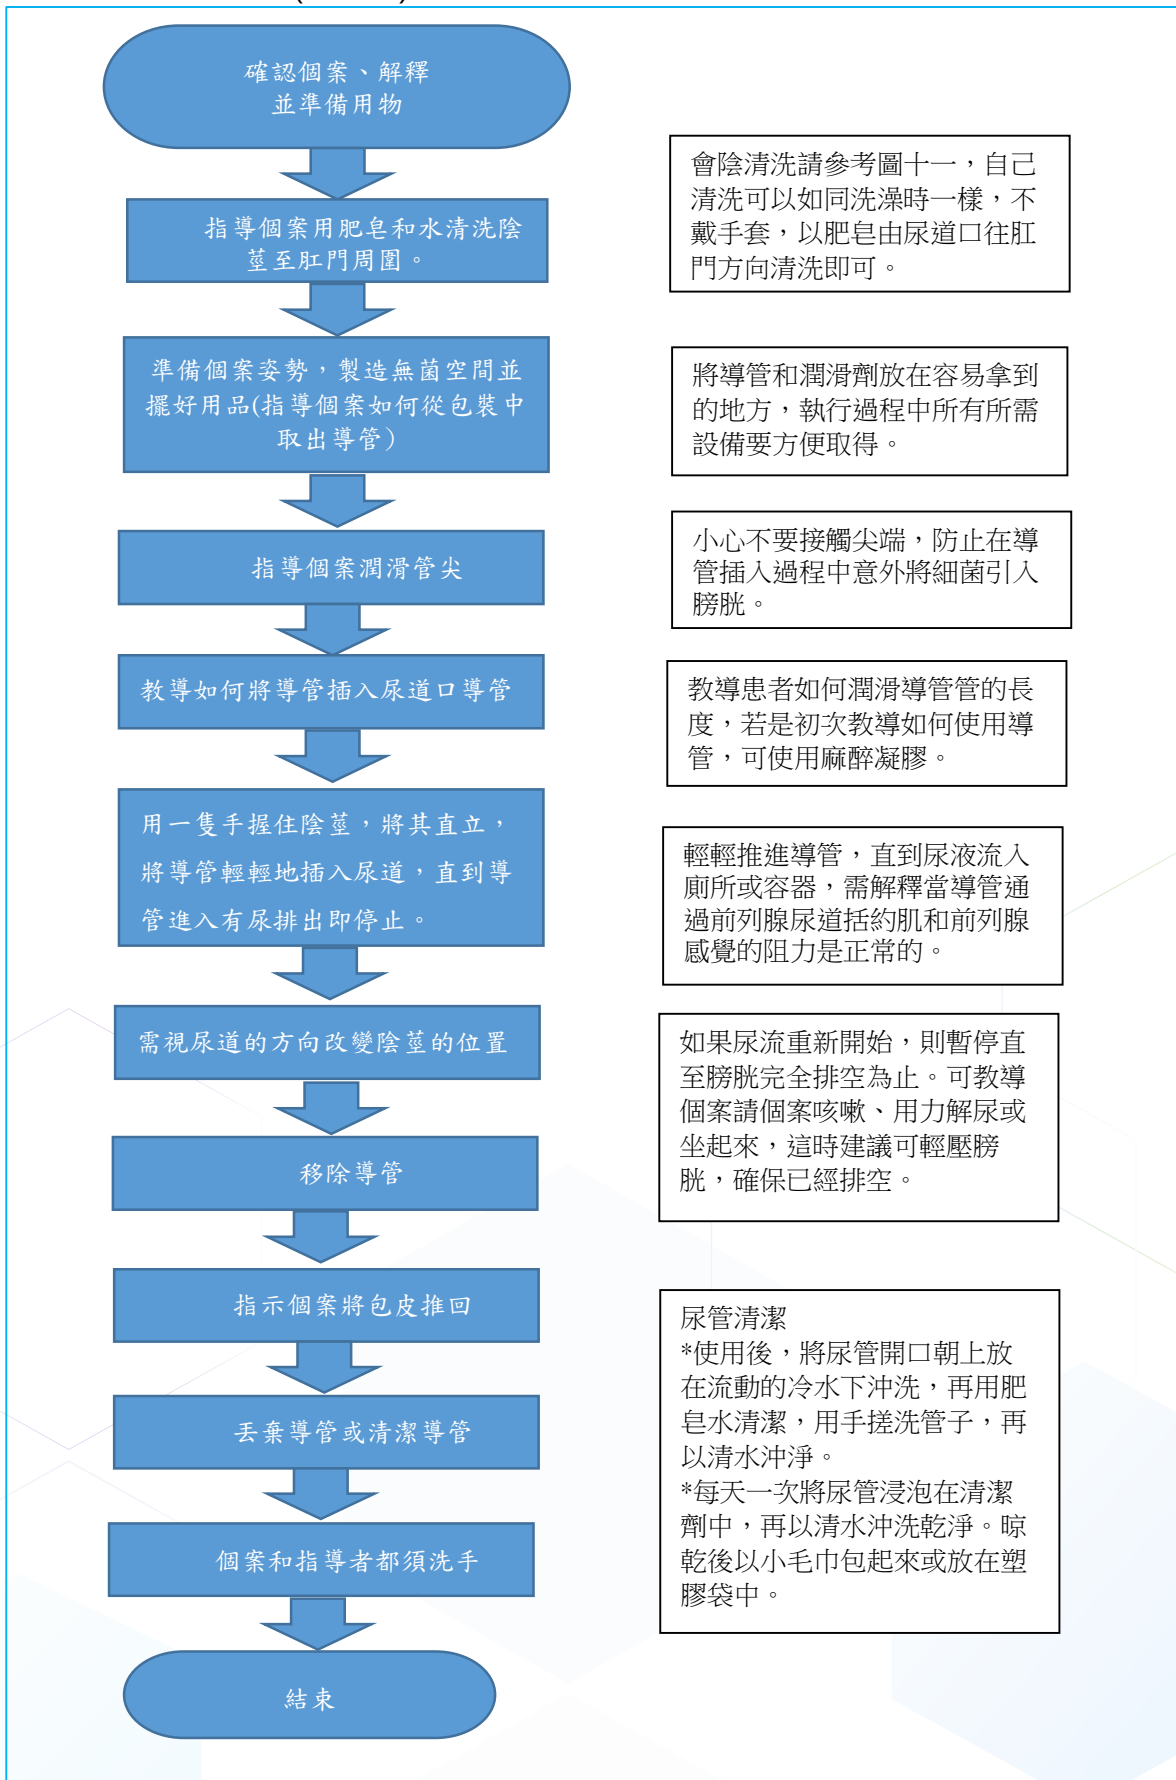 確認個案、解釋
並準備用物
會陰清洗請參考圖十一，自己
清洗可以如同洗澡時一樣，不
戴手套，以肥皂由尿道口往肛
門方向清洗即可。
指導個案用肥皂和水清洗陰
莖至肛門周圍。
準備個案姿勢，製造無菌空間並
擺好用品(指導個案如何從包裝中
取出導管)
將導管和潤滑劑放在容易拿到
的地方，執行過程中所有所需
設備要方便取得。
指導個案潤滑管尖
小心不要接觸尖端，防止在導
管插入過程中意外將細菌引入
膀胱。
教導如何將導管插入尿道口導管
教導患者如何潤滑導管管的長
度，若是初次教導如何使用導
管，可使用麻醉凝膠。
用一隻手握住陰莖，將其直立，
將導管輕輕地插入尿道，直到導
管進入有尿排出即停止。
輕輕推進導管，直到尿液流入
廁所或容器，需解釋當導管通
過前列腺尿道括約肌和前列腺
感覺的阻力是正常的。
需視尿道的方向改變陰莖的位置
如果尿流重新開始，則暫停直
至膀胱完全排空為止。可教導
個案請個案咳嗽、用力解尿或
坐起來，這時建議可輕壓膀
胱，確保已經排空。
移除導管
指示個案將包皮推回
尿管清潔
*使用後，將尿管開口朝上放
在流動的冷水下沖洗，再用肥
皂水清潔，用手搓洗管子，再
以清水沖淨。
*每天一次將尿管浸泡在清潔
劑中，再以清水沖洗乾淨。晾
乾後以小毛巾包起來或放在塑
膠袋中。
丟棄導管或清潔導管
個案和指導者都須洗手
結束